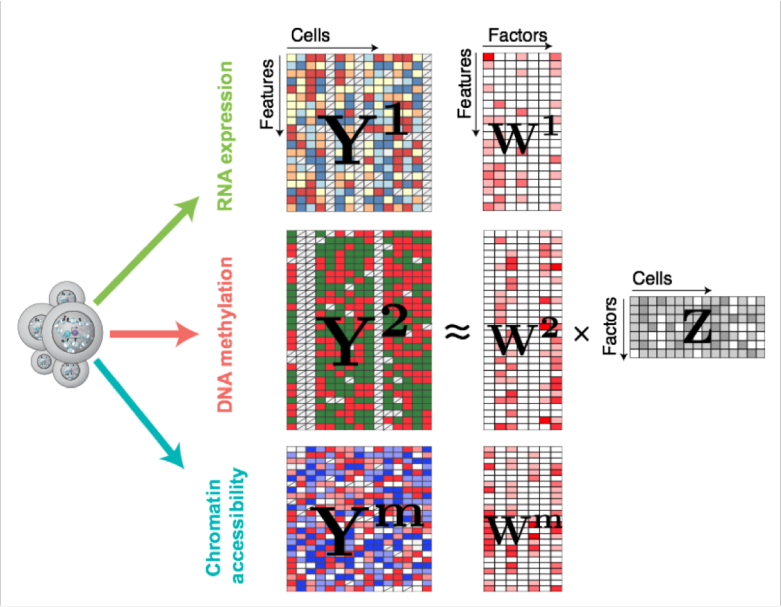 Cells
Factors
Features
Features
RNA expression
Y1
W1
DNA methylation
Y2
≈
W2
×
Cells
Factors
Z
Chromatin
accessibility
Ym
Wm